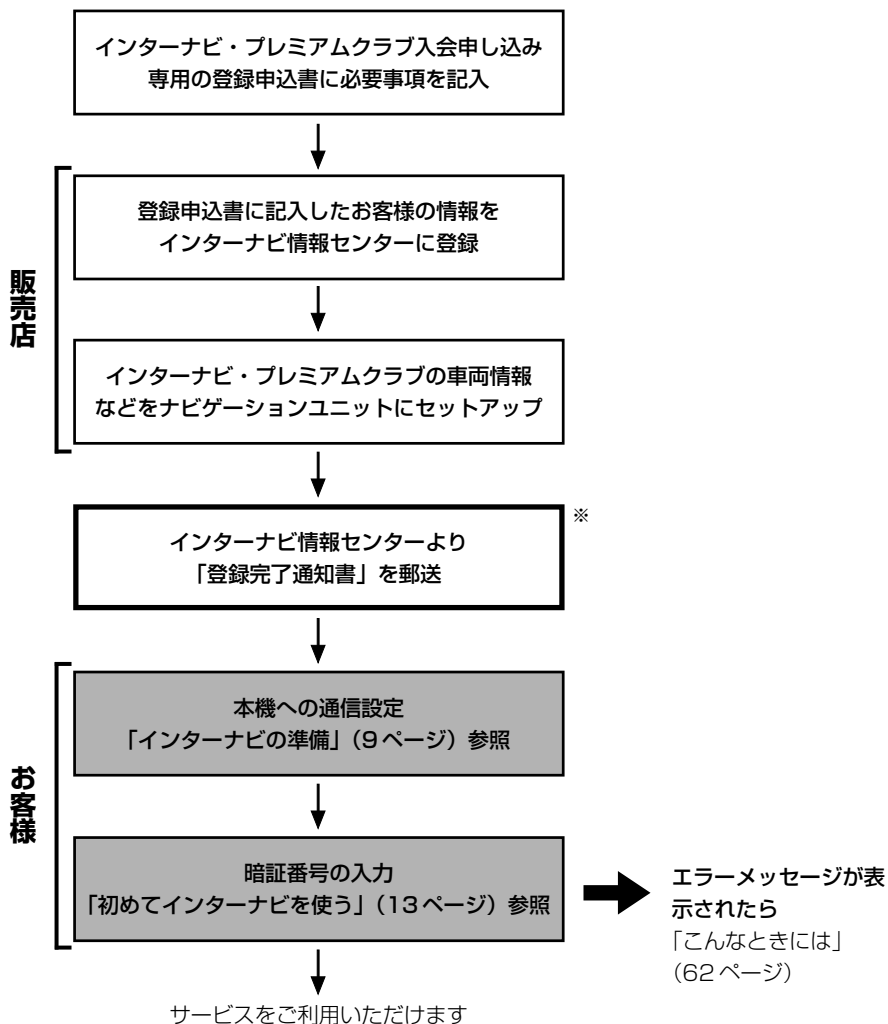 インターナビ・プレミアムクラブ入会申し込み
専用の登録申込書に必要事項を記入
販売店
登録申込書に記入したお客様の情報を
インターナビ情報センターに登録
インターナビ・プレミアムクラブの車両情報
などをナビゲーションユニットにセットアップ
インターナビ情報センターより
「登録完了通知書」を郵送
※
お客様
本機への通信設定
「インターナビの準備」（9ページ）参照
暗証番号の入力
「初めてインターナビを使う」（13ページ）参照
エラーメッセージが表
示されたら
「こんなときには」
（62ページ）
サービスをご利用いただけます